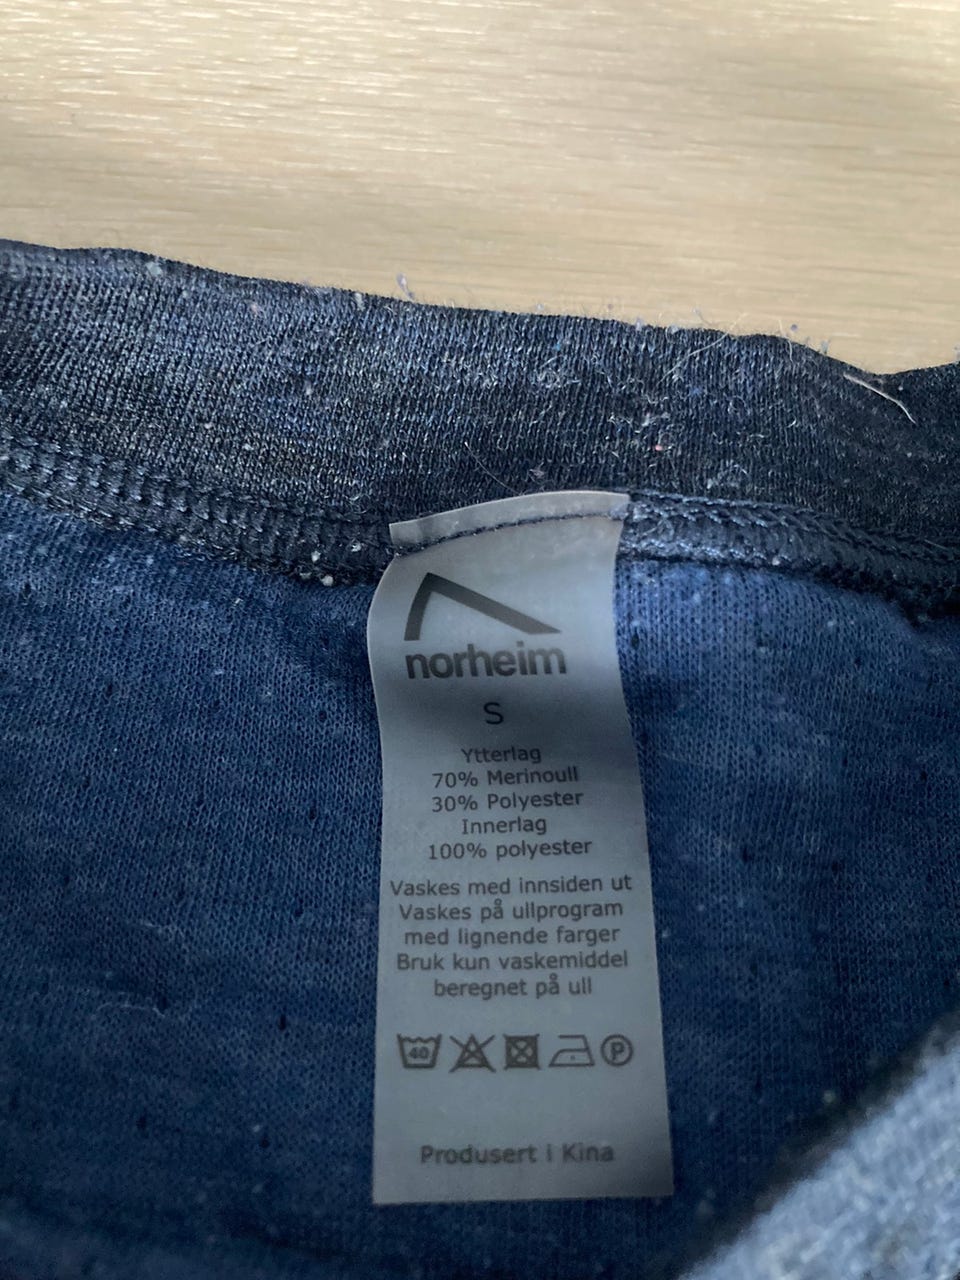 norheim
S
Ytterlag
70% Merinoull
30% Polyester
Innerlag
100% polyester
Vaskes med innsiden ut
Vaskes på ullprogram
med lignende farger
Bruk kun vaskemiddel
beregnet på ull
40 P
Produsert i Kina